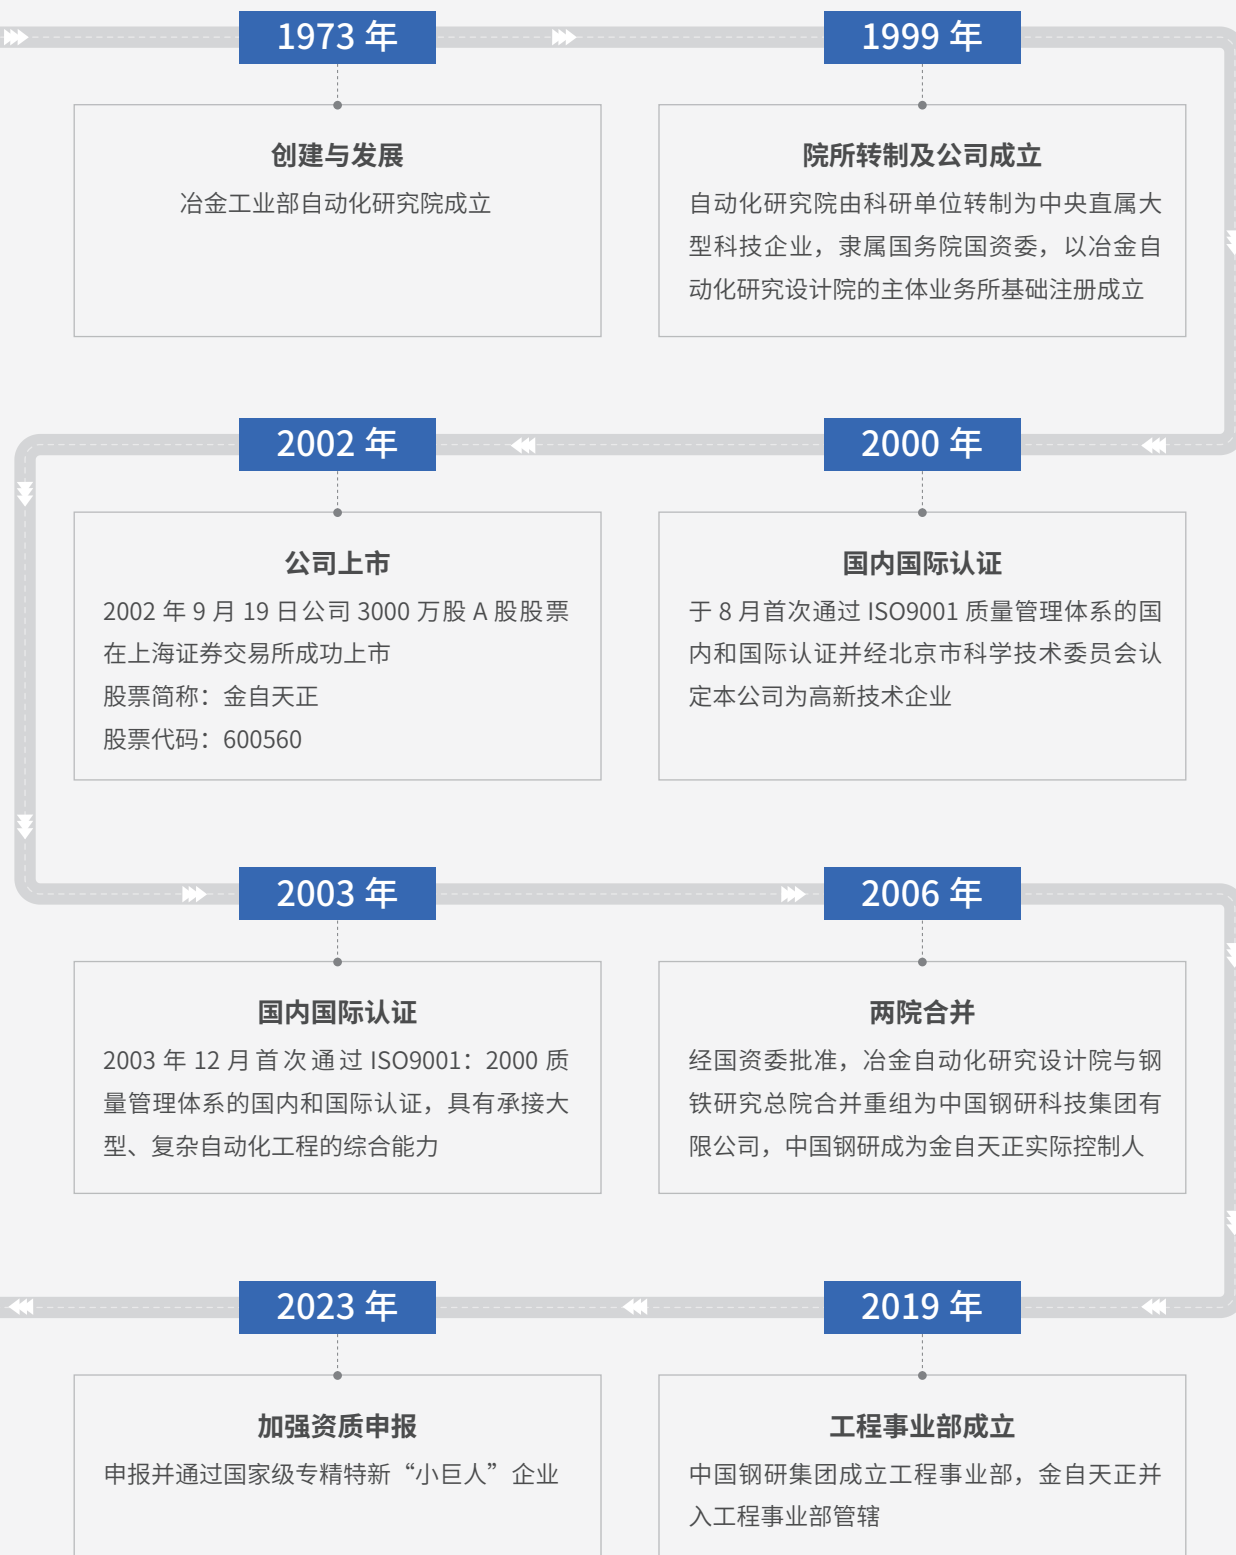 1973 年
创建与发展
冶金工业部自动化研究院成立
1999 年
院所转制及公司成立
自动化研究院由科研单位转制为中央直属大
型科技企业，隶属国务院国资委，以冶金自
动化研究设计院的主体业务所基础注册成立
2000 年
国内国际认证
于 8 月首次通过 ISO9001 质量管理体系的国
内和国际认证并经北京市科学技术委员会认
定本公司为高新技术企业
2002 年
公司上市
2002 年 9 月 19 日公司 3000 万股 A 股股票
在上海证券交易所成功上市
股票简称：金自天正
股票代码：600560
2003 年
国内国际认证
2003 年 12 月首次通过 ISO9001：2000 质
量管理体系的国内和国际认证，具有承接大
型、复杂自动化工程的综合能力
2006 年
两院合并
经国资委批准，冶金自动化研究设计院与钢
铁研究总院合并重组为中国钢研科技集团有
限公司，中国钢研成为金自天正实际控制人
2019 年
工程事业部成立
中国钢研集团成立工程事业部，金自天正并
入工程事业部管辖
2023 年
加强资质申报
申报并通过国家级专精特新“小巨人”企业